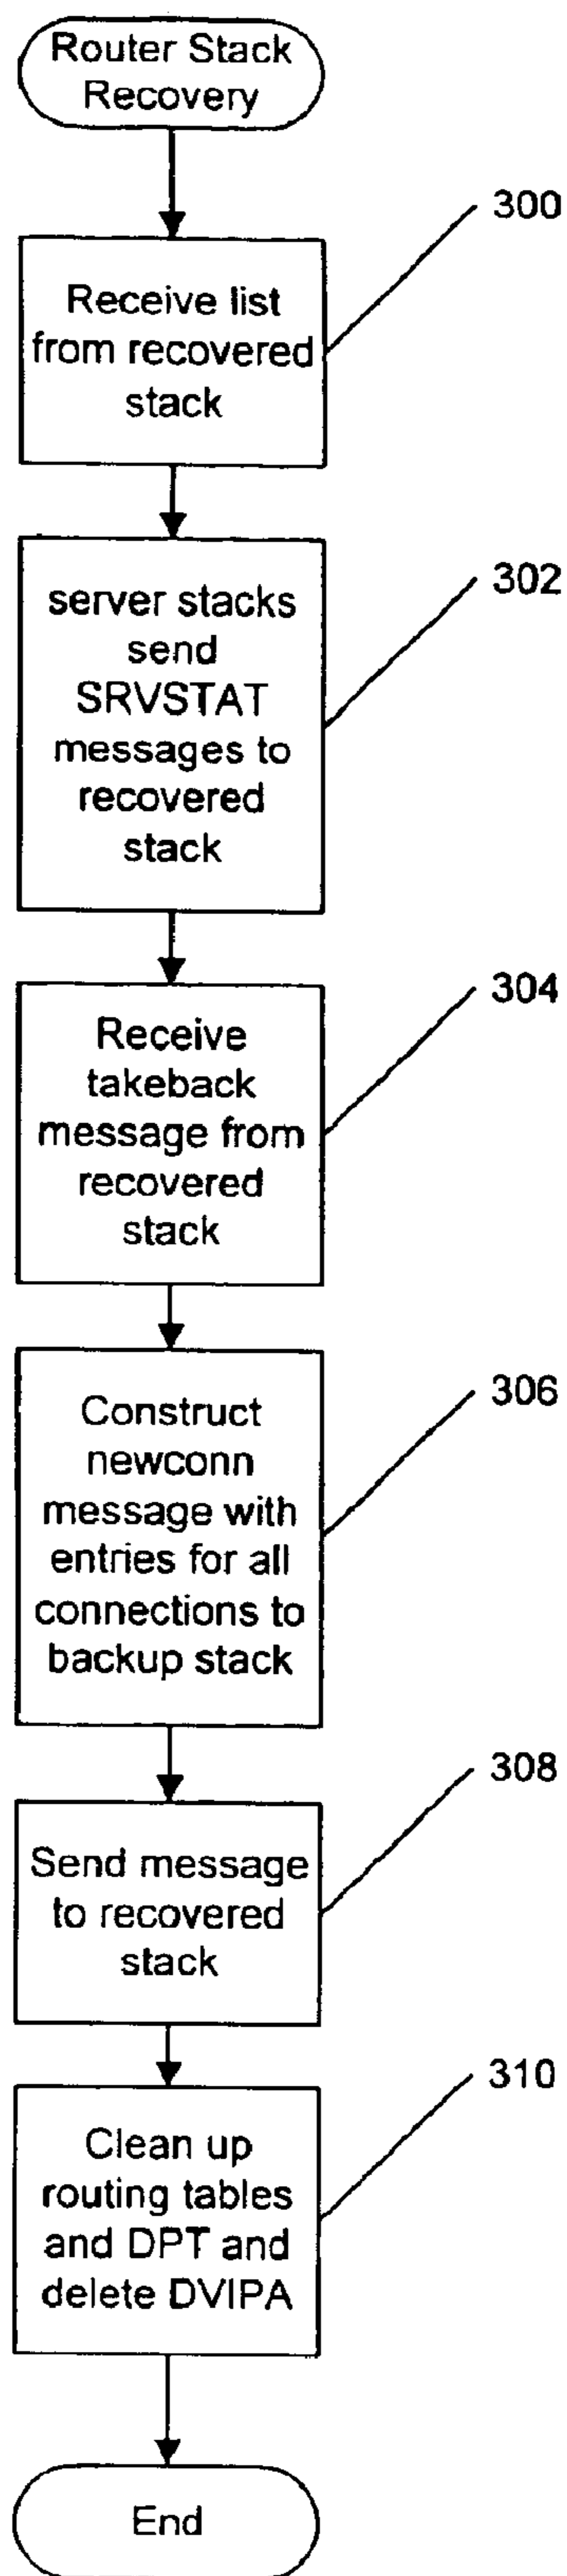 Router Stack
Recovery
300
Receive list
from recovered
stack
302
server stacks
send
SRVSTAT
messages to
recovered
stack
304
Receive
takeback
message from
recovered
stack
306
Construct
newconn
message with
entries for all
connections to
backup stack
308
Send message
to recovered
stack
310
Clean up
routing tables
and DPT and
delete DVIPA
End